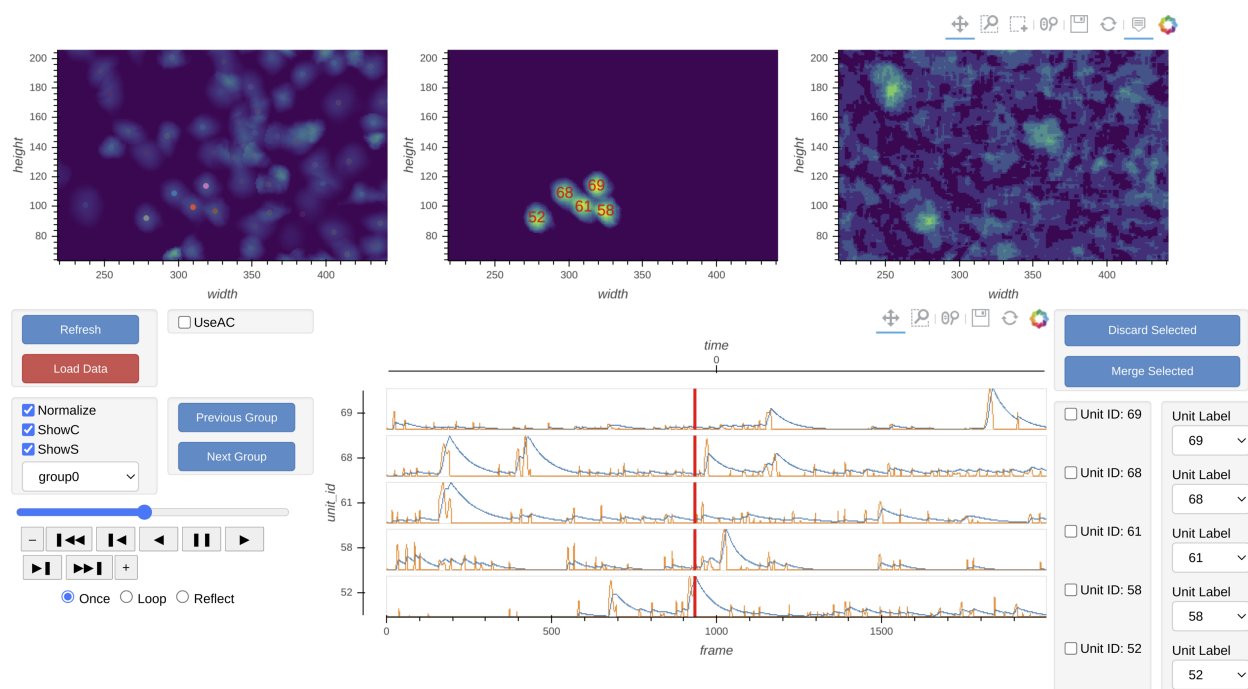 200
180
160
140
120
100
80
height
250
300
350
400
width
200
180
160
140
120
100
80
height
68
69
61
58
52
250
300
350
400
width
200
180
160
140
120
100
80
height
250
300
350
400
width
Refresh
Load Data
UseAC
Normalize
ShowC
ShowS
group0
Previous Group
Next Group
Once Loop Reflect
time
0
69
68
61
58
52
unit_id
0
500
1000
1500
frame
Discard Selected
Merge Selected
Unit ID: 69
Unit ID: 68
Unit ID: 61
Unit ID: 58
Unit ID: 52
Unit Label
69
Unit Label
68
Unit Label
61
Unit Label
58
Unit Label
52